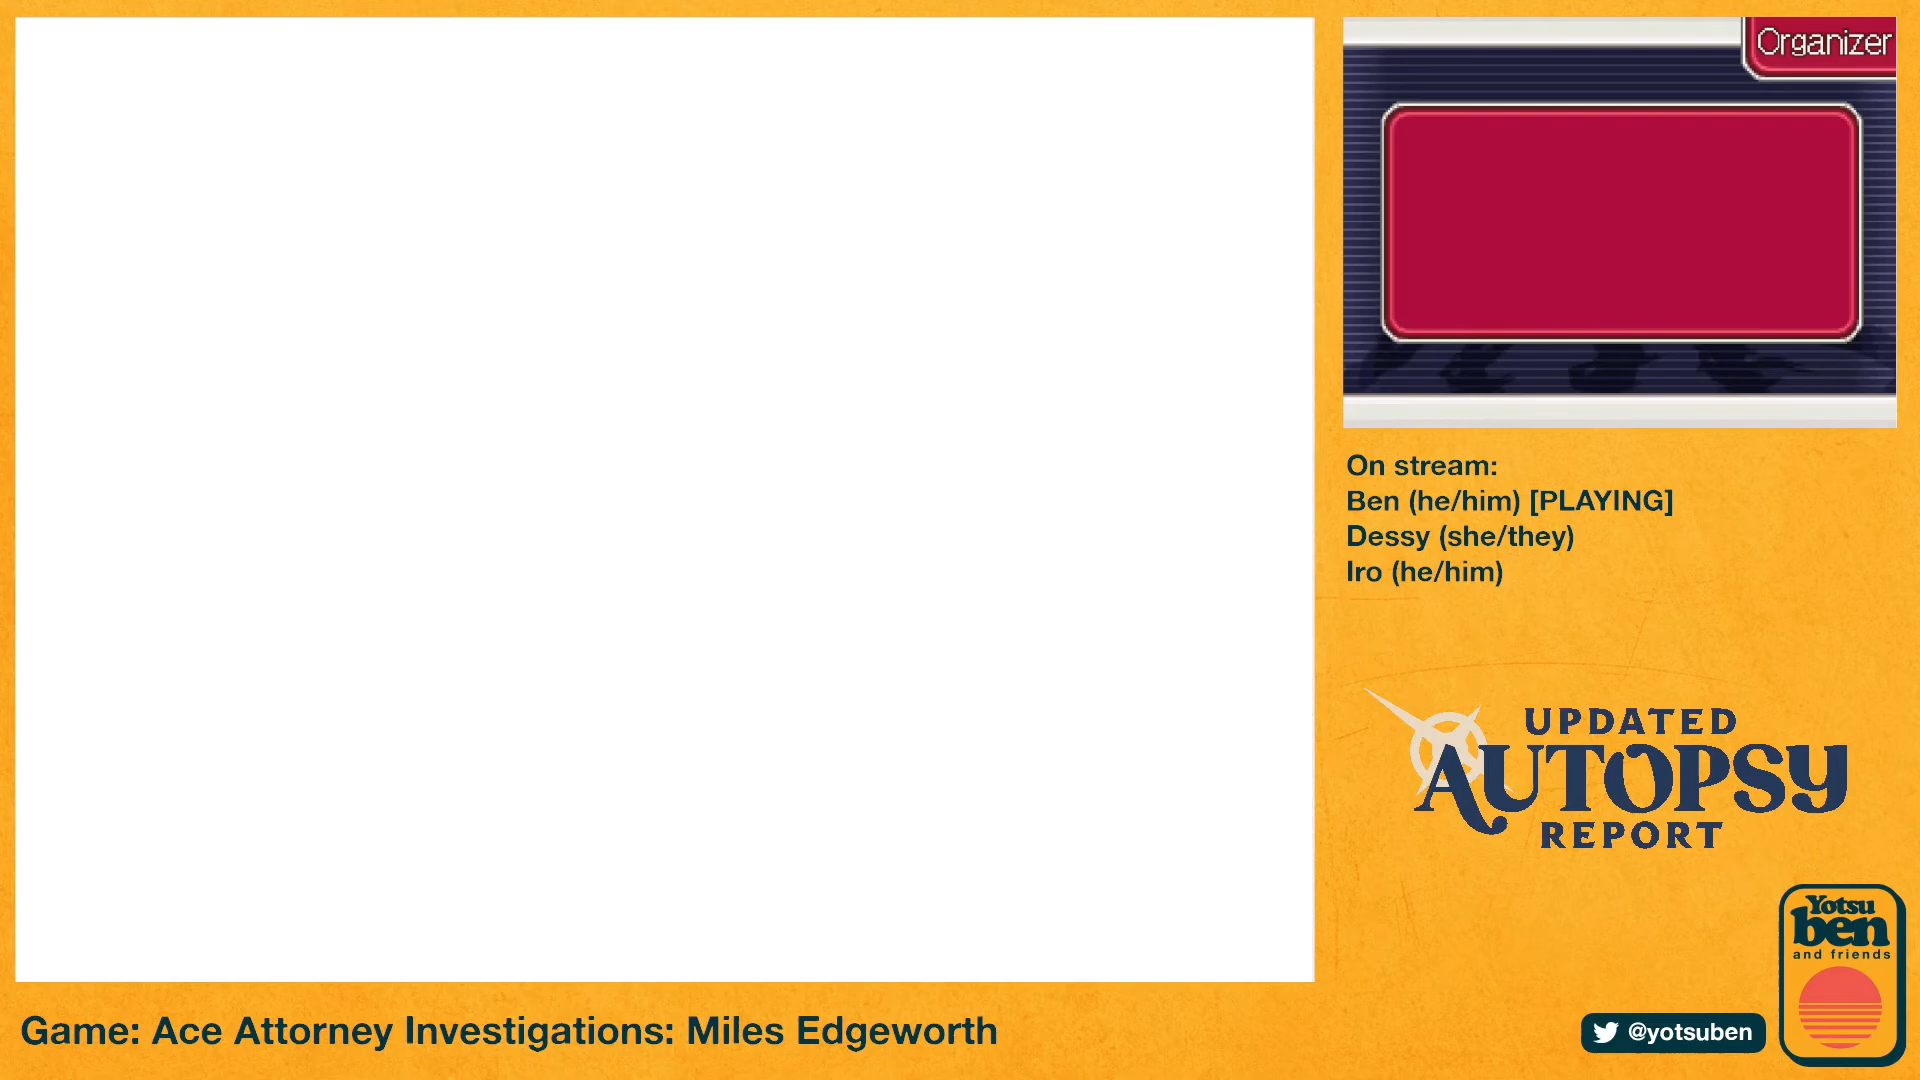 Organizer
On stream:
Ben (he/him) [PLAYING]
Dessy (she/they)
Iro (he/him)
UPDATED
AUTOPSY
REPORT
Yotsu
ben
and friends
@yotsuben
Game: Ace Attorney Investigations: Miles Edgeworth